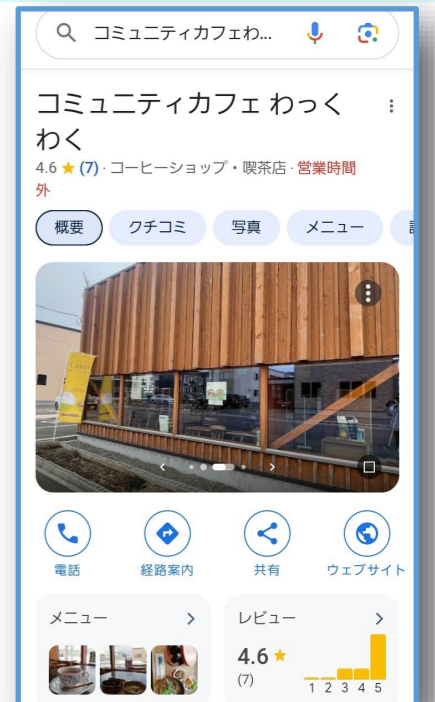 コミュニティカフェわ...
コミュニティカフェ わっく
わく
4.6 ★ (7) · コーヒーショップ・喫茶店 · 営業時間
外
概要
クチコミ
写真
メニュー
電話
経路案内
共有
ウェブサイト
メニュー
レビュー
4.6 ★
(7)
1 2 3 4 5